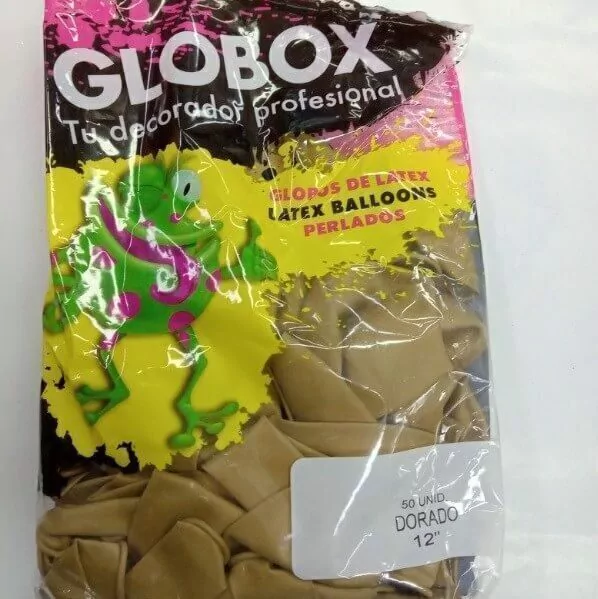 GLOBOX
Tu decorador profesional
GLOBOS DE LATEX
LATEX BALLOONS
PERLADOS
50 UNID
DORADO
12"